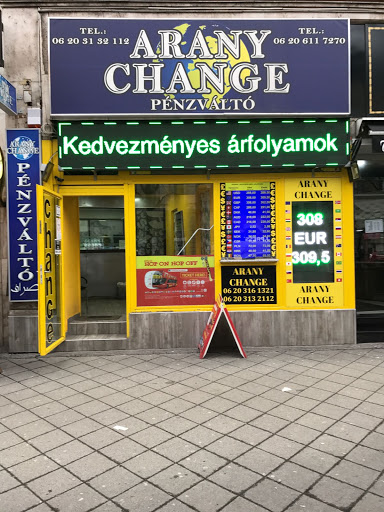 TEL.:
06 20 31 32 112
ARANY
CHANGE
PÉNZVÁLTÓ
TEL.:
06 20 611 7270
Kedvezményes árfolyamok
ARANY
CHANGE
PÉNZVÁLTÓ
صرافی
Change
HOP ON HOP OFF
ARANY
CHANGE
06 20 316 1321
06 20 313 2112
ARANY
CHANGE
308
EUR
309,5
ARANY
CHANGE